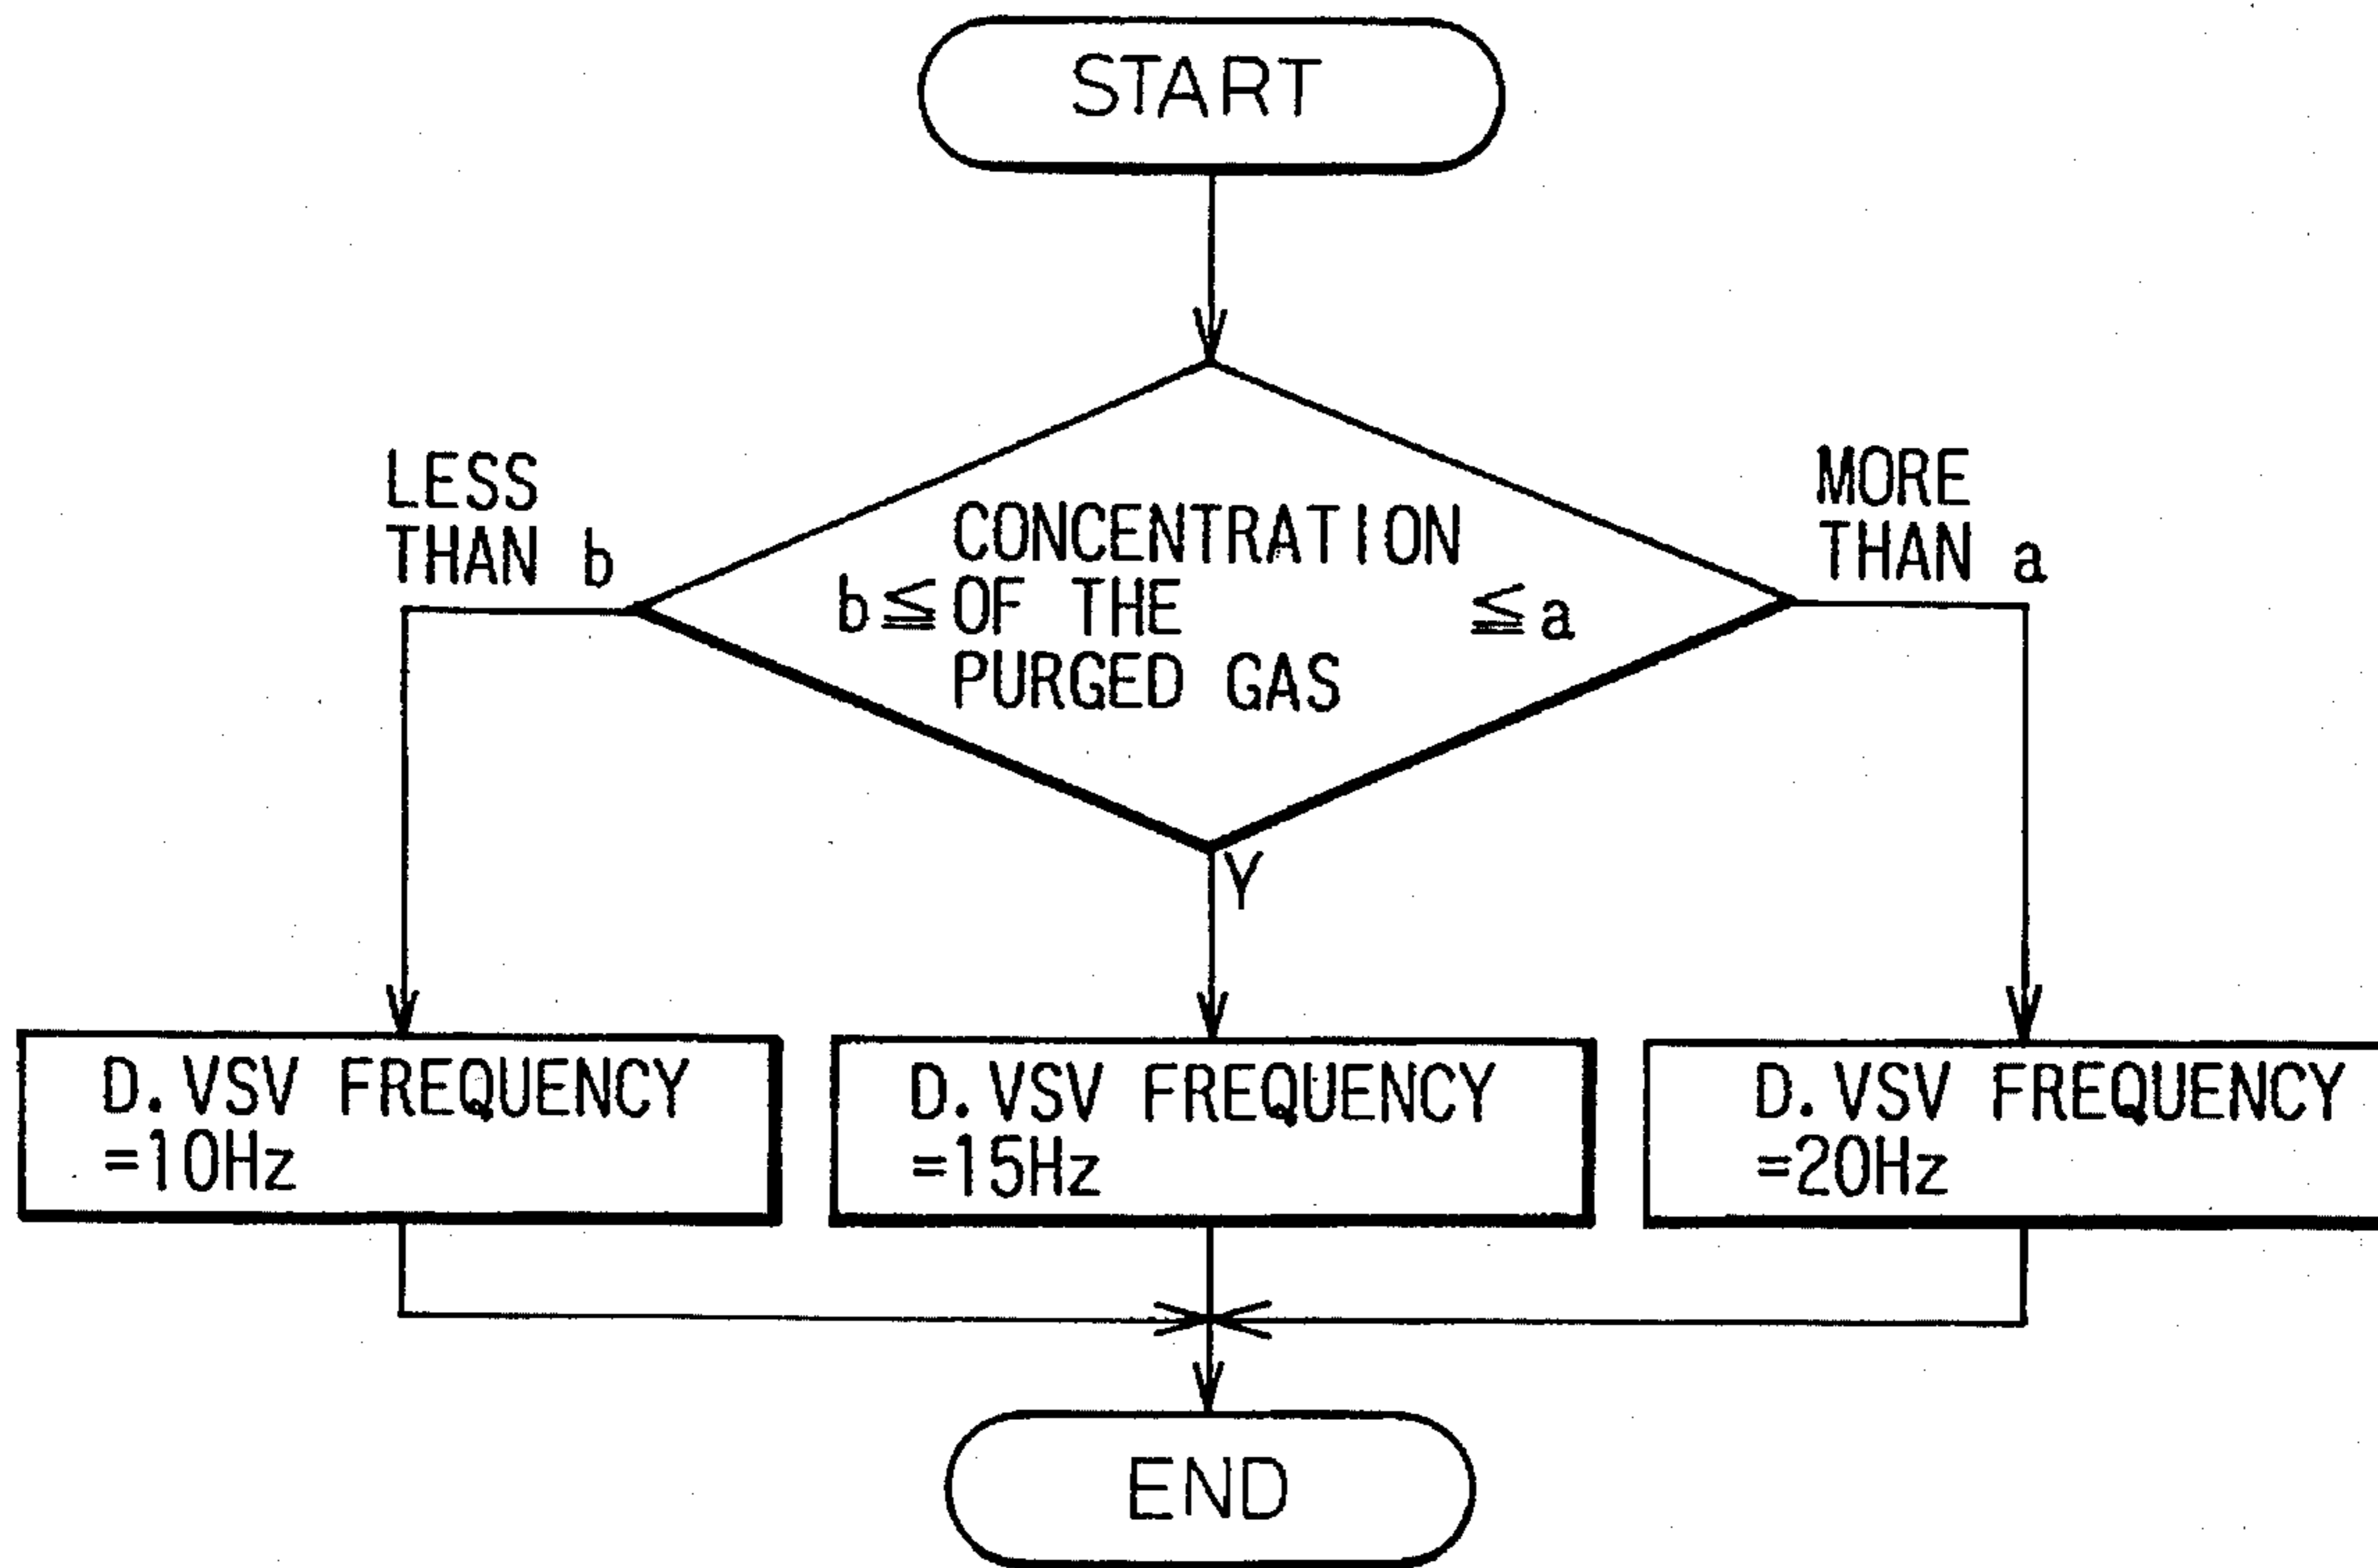 START
LESS
THAN b
MORE
THAN a
CONCENTRATION
b≦ OF THE ≦a
PURGED GAS
Y
D. VSV FREQUENCY
=10Hz
D. VSV FREQUENCY
=15Hz
D. VSV FREQUENCY
=20Hz
END